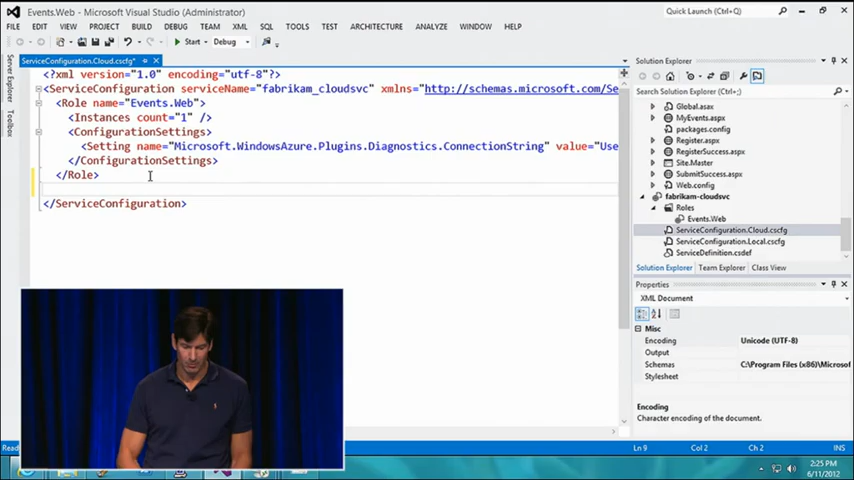 Events.Web - Microsoft Visual Studio (Administrator)
Quick Launch (Ctrl+Q)
FILE EDIT VIEW PROJECT BUILD DEBUG TEAM XML SQL TOOLS TEST ARCHITECTURE ANALYZE WINDOW HELP
Start Debug
Server Explorer
Toolbox
ServiceConfiguration.Cloud.cscfg*
<?xml version="1.0" encoding="utf-8"?>
<ServiceConfiguration serviceName="fabrikam_cloudsvc" xmlns="http://schemas.microsoft.com/Se
<Role name="Events.Web">
<Instances count="1" />
<ConfigurationSettings>
<Setting name="Microsoft.WindowsAzure.Plugins.Diagnostics.ConnectionString" value="Use
</ConfigurationSettings>
</Role>
</ServiceConfiguration>
Solution Explorer
Search Solution Explorer (Ctrl+;)
Global.asax
MyEvents.aspx
packages.config
Register.aspx
RegisterSuccess.aspx
Site.Master
SubmitSuccess.aspx
Web.config
fabrikam-cloudsvc
Roles
Events.Web
ServiceConfiguration.Cloud.cscfg
ServiceConfiguration.Local.cscfg
ServiceDefinition.csdef
Solution Explorer Team Explorer Class View
Properties
XML Document
Misc
Encoding Unicode (UTF-8)
Output
Schemas C:\Program Files (x86)\Microsof
Stylesheet
Encoding
Character encoding of the document.
Read
Ln 9 Col 2 Ch 2 INS
2:25 PM
6/11/2012